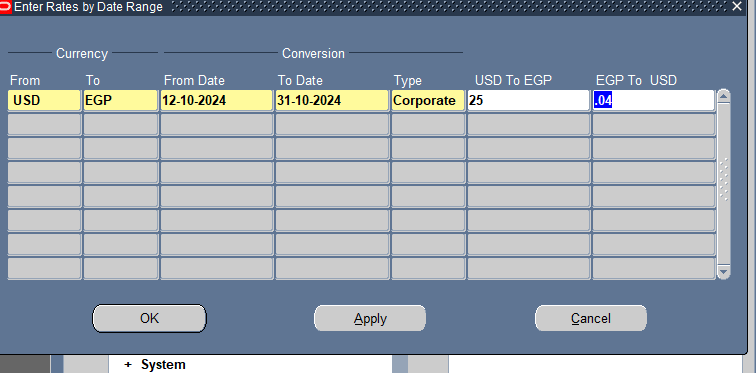 Enter Rates by Date Range
Currency Conversion
From To From Date To Date Type USD To EGP EGP To USD
USD EGP 12-10-2024 31-10-2024 Corporate 25 .04
OK Apply Cancel
+ System